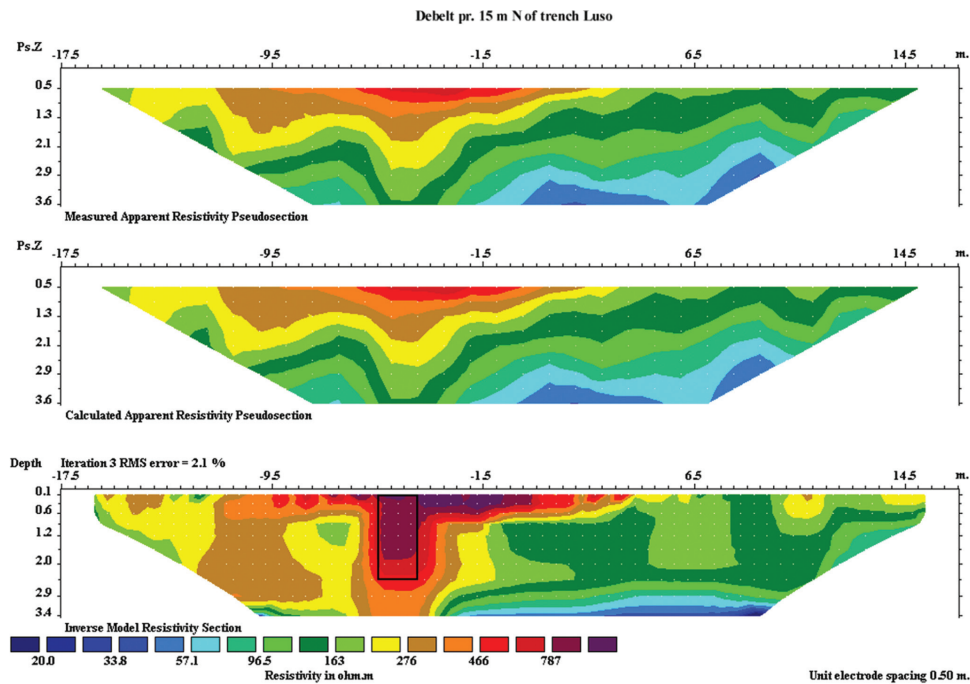 Debelt pr. 15 m N of trench Luso
Ps.Z
-17.5 -9.5 -1.5 6.5 14.5 m.
0.5
1.3
2.1
2.9
3.6
Measured Apparent Resistivity Pseudosection
Ps.Z
-17.5 -9.5 -1.5 6.5 14.5 m.
0.5
1.3
2.1
2.9
3.6
Calculated Apparent Resistivity Pseudosection
Depth Iteration 3 RMS error = 2.1 %
-17.5 -9.5 -1.5 6.5 14.5 m.
0.1
0.6
1.2
2.0
2.9
3.4
Inverse Model Resistivity Section
20.0 33.8 57.1 96.5 163 276 466 787
Resistivity in ohm.m Unit electrode spacing 0.50 m.